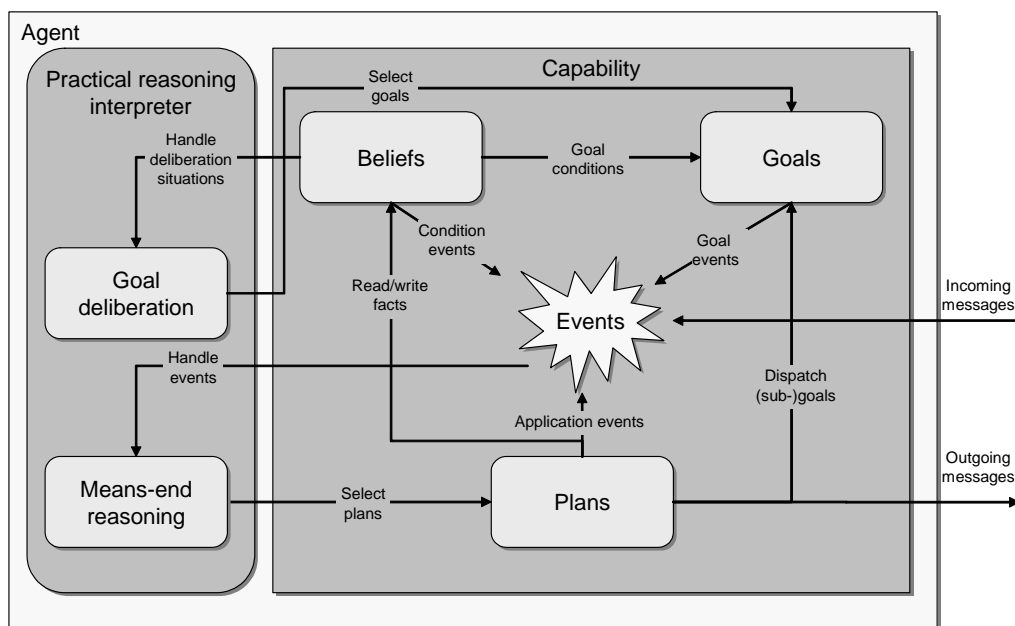 Agent
Practical reasoning
interpreter
Capability
Select
goals
Handle
deliberation
situations
Beliefs
Goal
conditions
Goals
Condition
events
Goal
events
Goal
deliberation
Read/write
facts
Events
Incoming
messages
Handle
events
Dispatch
(sub-)goals
Application events
Means-end
reasoning
Select
plans
Plans
Outgoing
messages